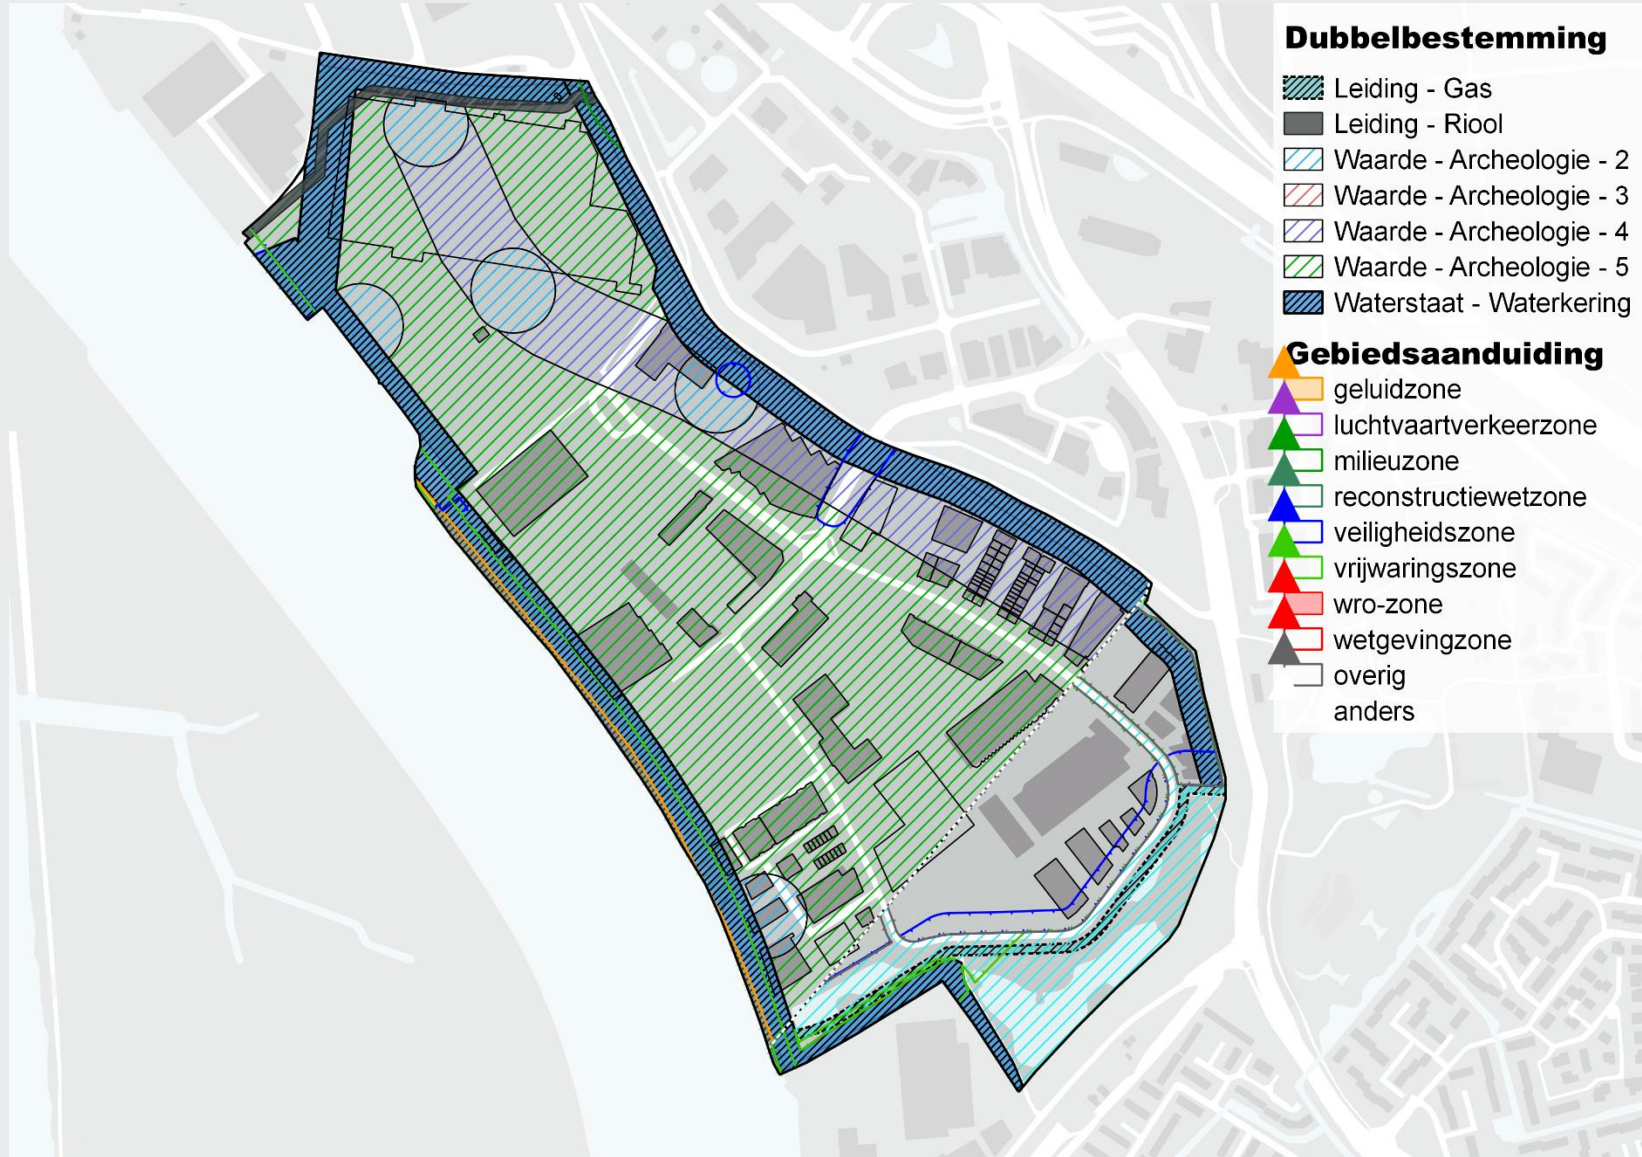 Dubbelbestemming
Leiding - Gas
Leiding - Riool
Waarde - Archeologie - 2
Waarde - Archeologie - 3
Waarde - Archeologie - 4
Waarde - Archeologie - 5
Waterstaat - Waterkering
Gebiedsaanduiding
geluidzone
luchtvaartverkeerzone
milieuzone
reconstructiewetzone
veiligheidszone
vrijwaringszone
wro-zone
wetgevingzone
overig
anders